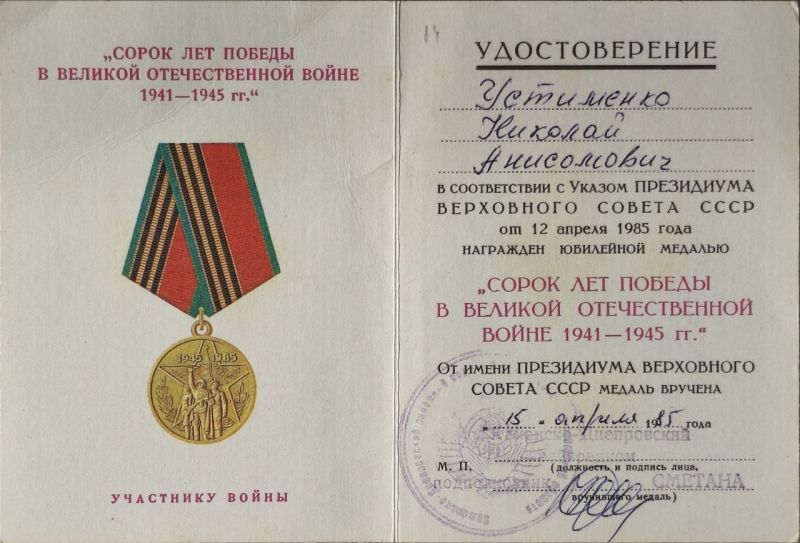 „СОРОК ЛЕТ ПОБЕДЫ
В ВЕЛИКОЙ ОТЕЧЕСТВЕННОЙ ВОЙНЕ
1941—1945 гг.“
1945 1985
УЧАСТНИКУ ВОЙНЫ
14
УДОСТОВЕРЕНИЕ
Устименко
Николай
Анисомович
в соответствии с Указом ПРЕЗИДИУМА
ВЕРХОВНОГО СОВЕТА СССР
от 12 апреля 1985 года
НАГРАЖДЕН ЮБИЛЕЙНОЙ МЕДАЛЬЮ
„СОРОК ЛЕТ ПОБЕДЫ
В ВЕЛИКОЙ ОТЕЧЕСТВЕННОЙ
ВОЙНЕ 1941—1945 гг.“
От имени ПРЕЗИДИУМА ВЕРХОВНОГО
СОВЕТА СССР МЕДАЛЬ ВРУЧЕНА
„15“ апреля 1985 года
Днепровский
М. П. (должность и подпись лица,
СМЕТАНА
вручившего медаль)